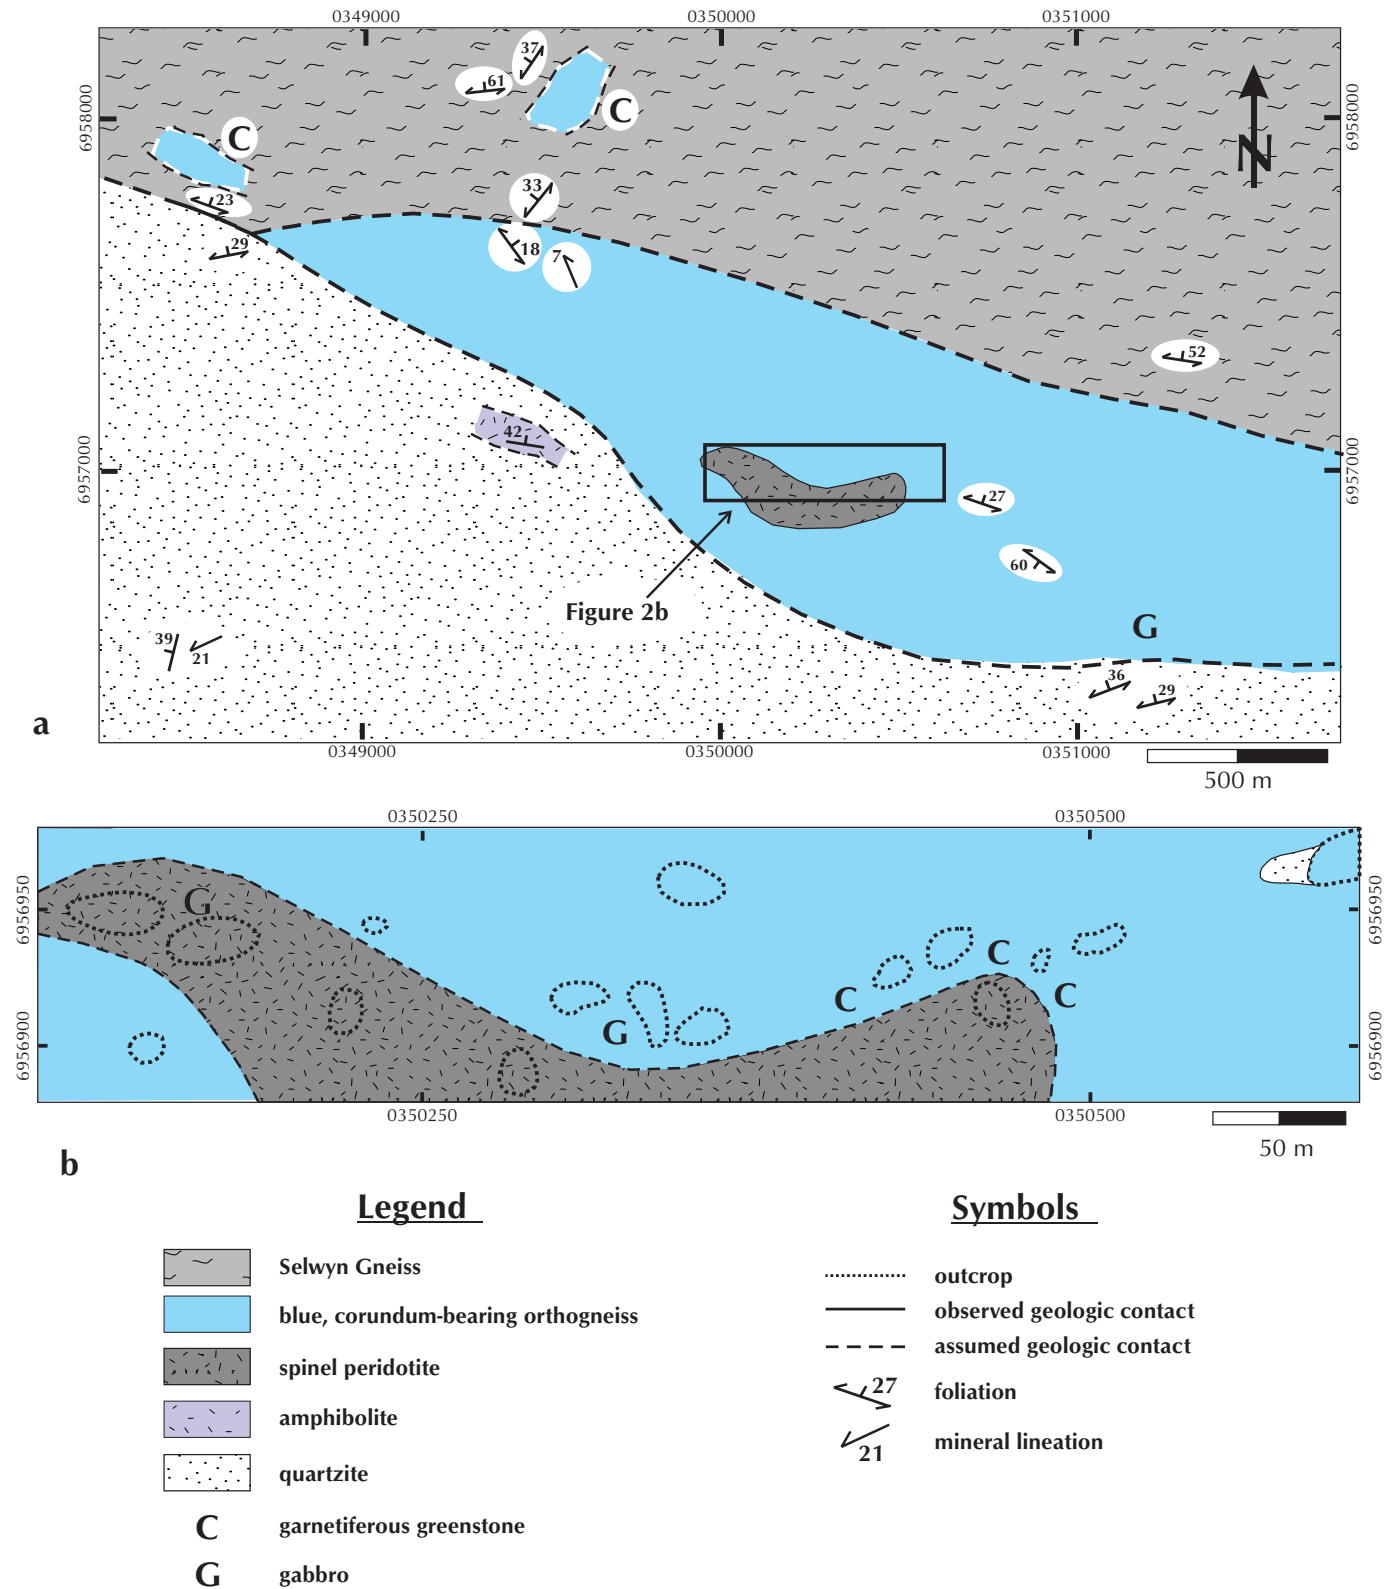 0349000 0350000 0351000
37
61
C
6958000 6958000
C
N
33
23
29
18 7
52
42
6957000 6957000
27
60
Figure 2b
G
39
21
36
29
a
0349000 0350000 0351000
500 m
0350250 0350500
6956950 G 6956950
C
C C
G
6956900 6956900
0350250 0350500
50 m
b
Legend
Selwyn Gneiss
blue, corundum-bearing orthogneiss
spinel peridotite
amphibolite
quartzite
C garnetiferous greenstone
G gabbro
Symbols
outcrop
observed geologic contact
assumed geologic contact
27 foliation
21 mineral lineation